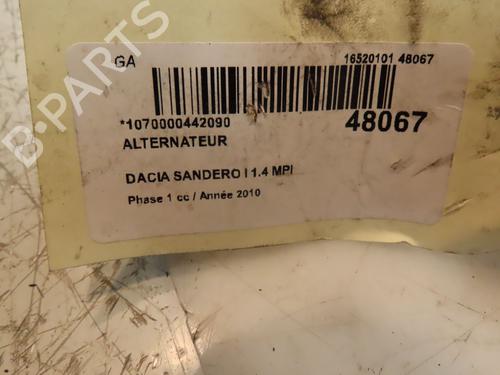 GA 16520101 48067
*1070000442090 48067
ALTERNATEUR
DACIA SANDERO I 1.4 MPI
Phase 1 cc / Année 2010
B-PARTS